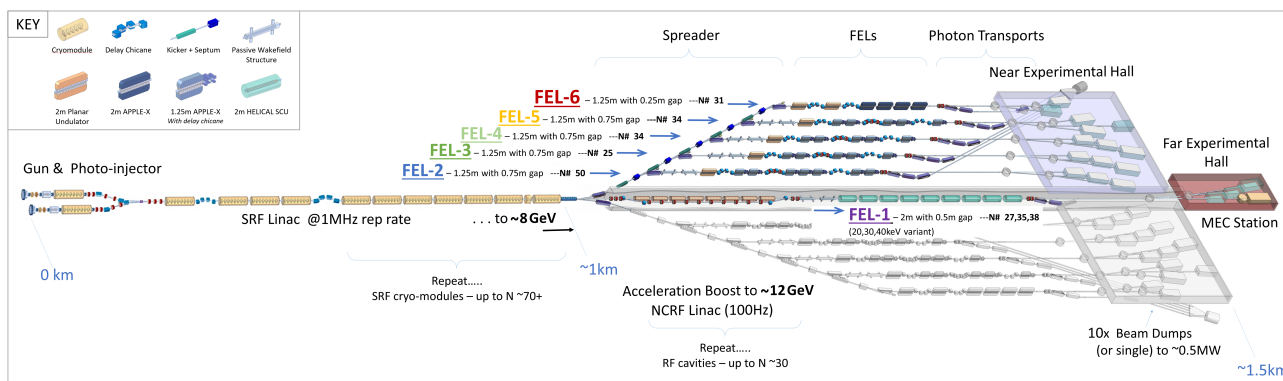 KEY
Cryomodule
Delay Chicane
Kicker + Septum
Passive Wakefield
Structure
2m Planar
Undulator
2m APPLE-X
1.25m APPLE-X
With delay chicane
2m HELICAL SCU
Spreader
FELs
Photon Transports
Near Experimental Hall
FEL-6 – 1.25m with 0.25m gap ---N# 31
FEL-5 – 1.25m with 0.75m gap ---N# 34
FEL-4 – 1.25m with 0.75m gap ---N# 34
FEL-3 – 1.25m with 0.75m gap ---N# 25
FEL-2 – 1.25m with 0.75m gap ---N# 50
Far Experimental
Hall
Gun & Photo-injector
SRF Linac @1MHz rep rate
. . . to ~8GeV
FEL-1 – 2m with 0.5m gap ---N# 27,35,38
(20,30,40keV variant)
MEC Station
0 km
~1km
Repeat.....
SRF cryo-modules – up to N ~70+
Acceleration Boost to ~12GeV
NCRF Linac (100Hz)
Repeat.....
RF cavities – up to N ~30
10x Beam Dumps
(or single) to ~0.5MW
~1.5km